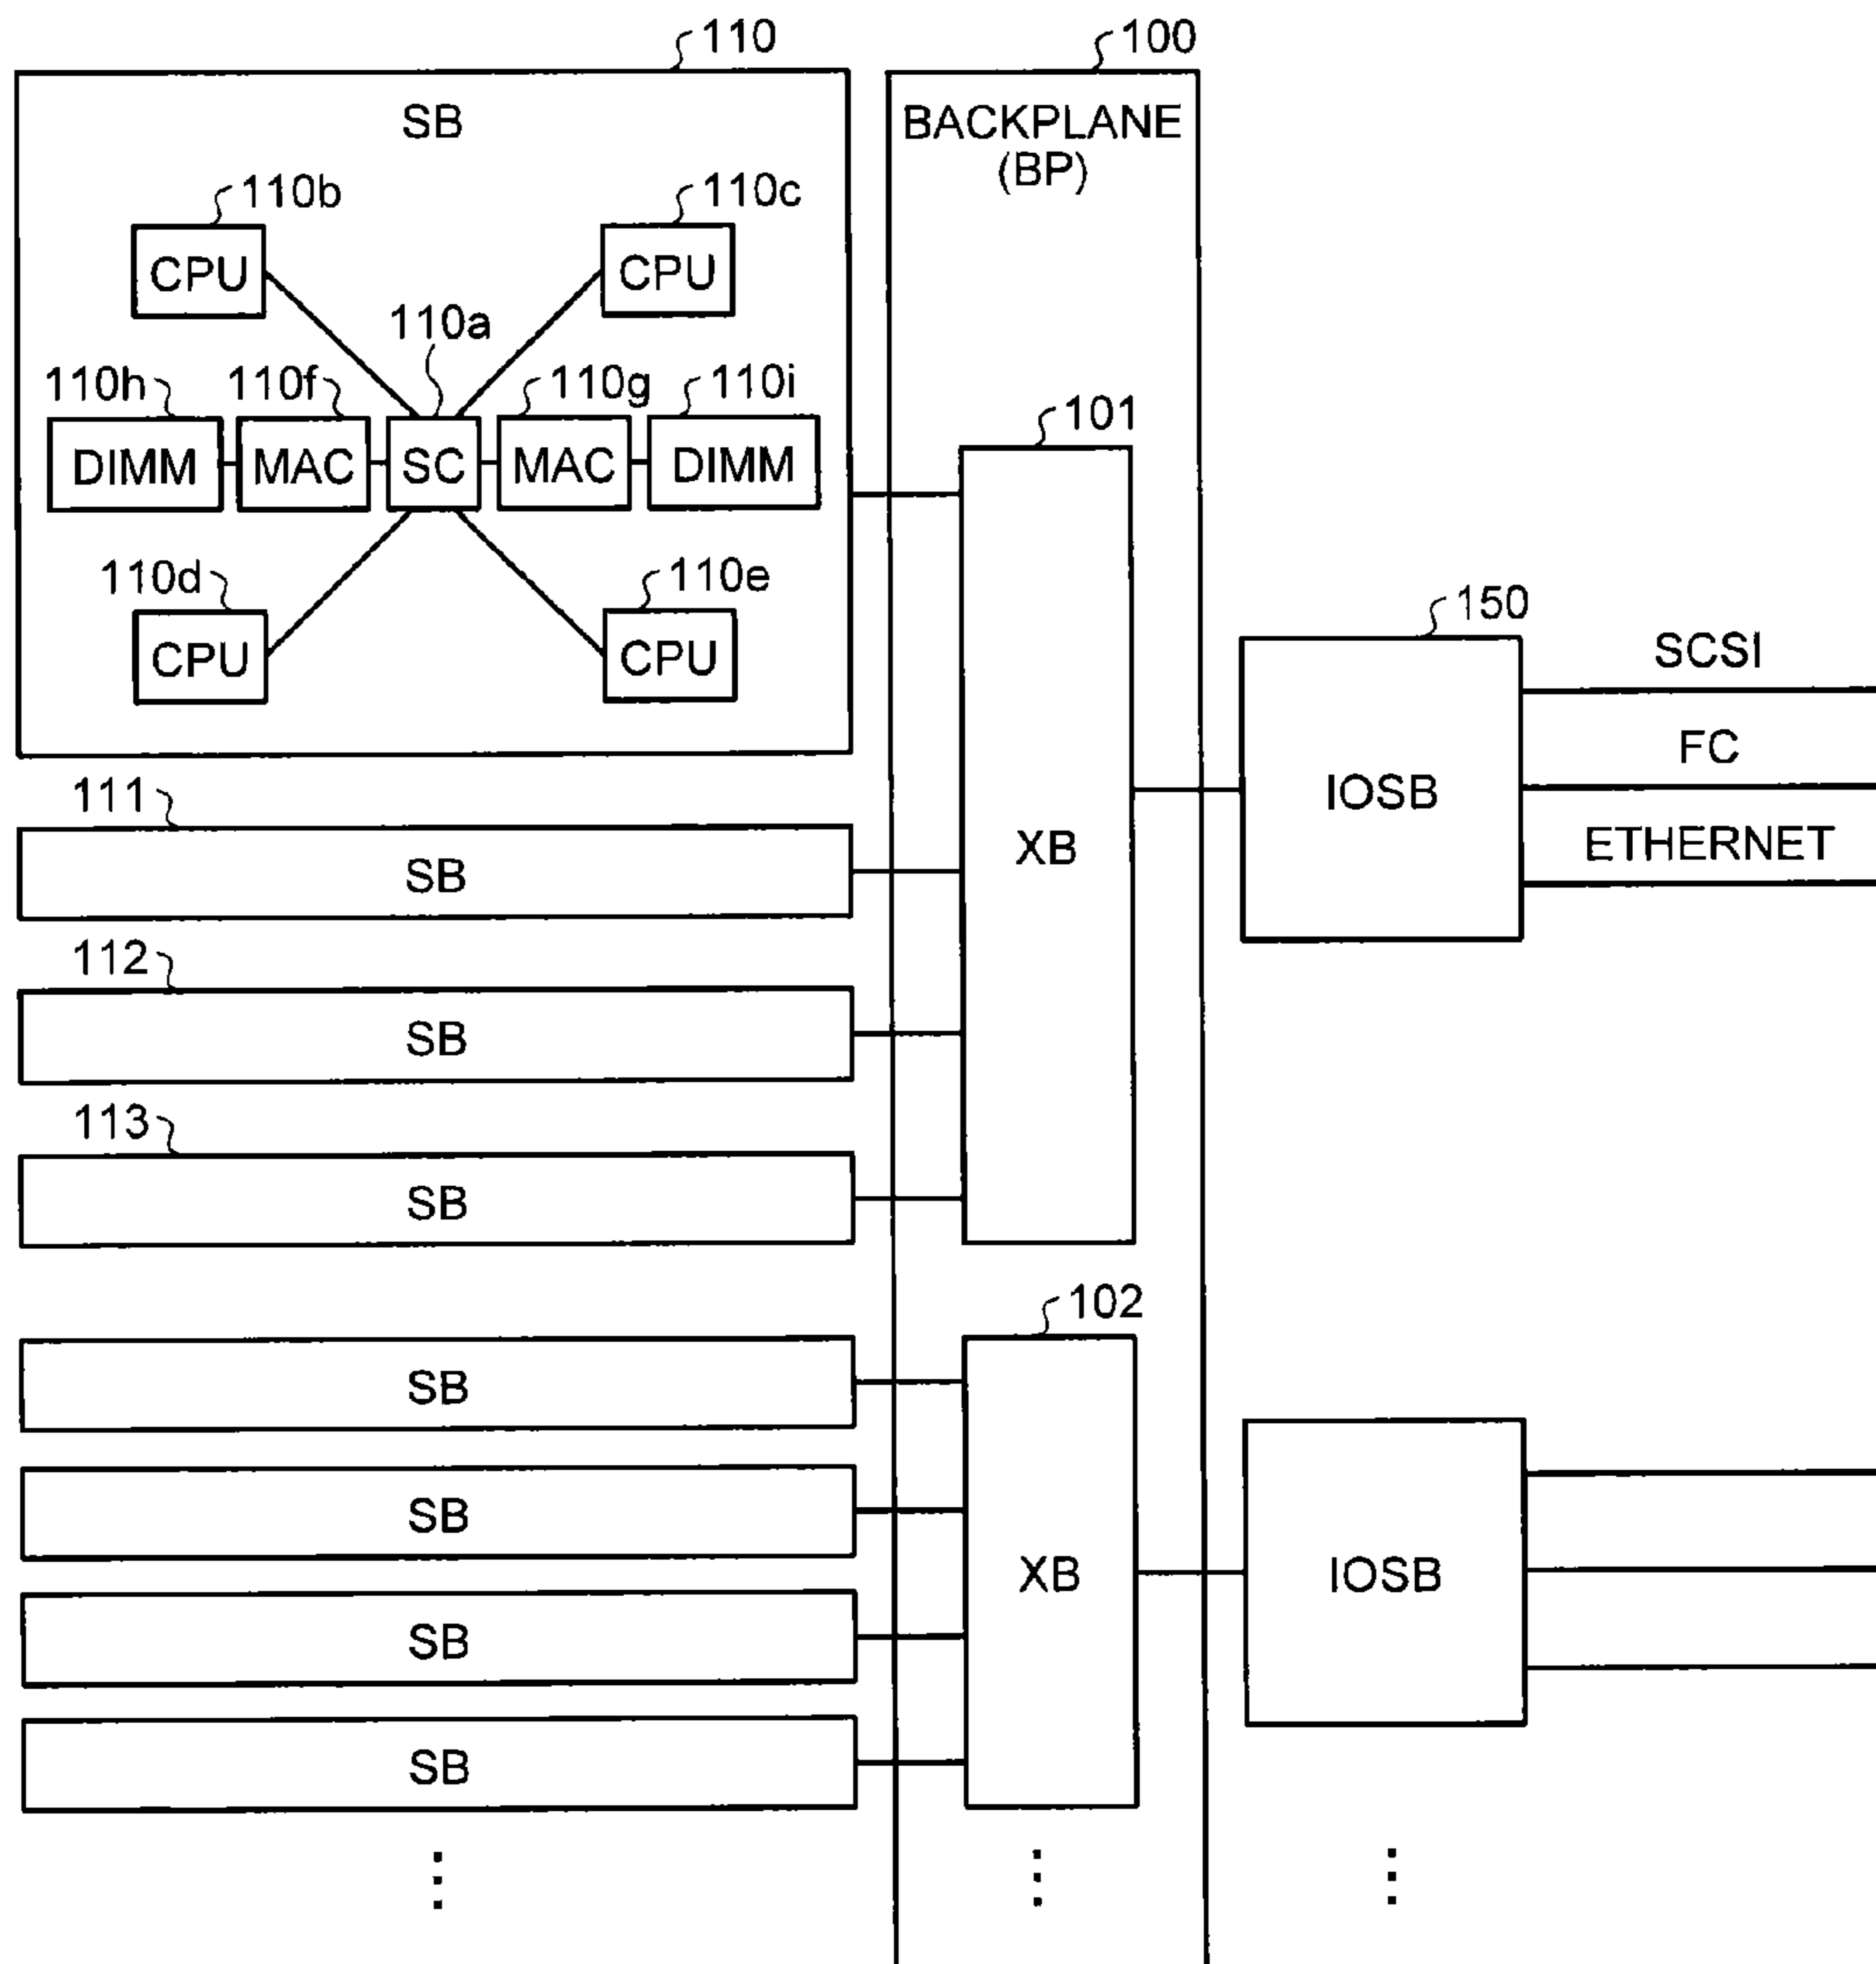 110
100
SB
BACKPLANE
(BP)
110b
110c
CPU
CPU
110a
110h
110f
110g
110i
DIMM
MAC
SC
MAC
DIMM
101
110d
110e
CPU
CPU
150
SCSI
FC
IOSB
ETHERNET
XB
111
SB
112
SB
113
SB
102
SB
SB
XB
IOSB
SB
SB